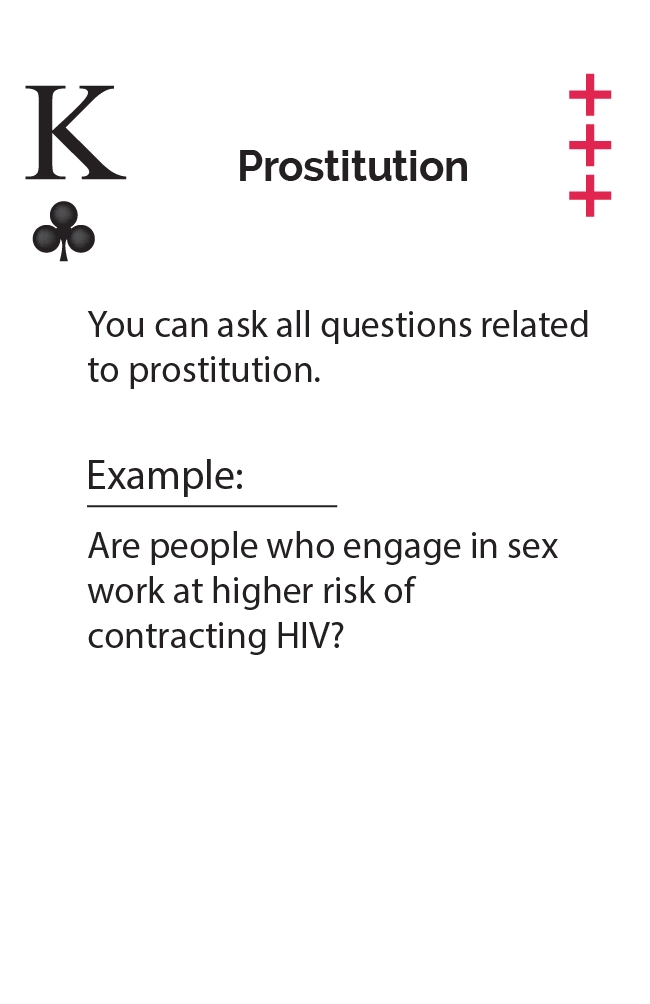 K
Prostitution
You can ask all questions related
to prostitution.
Example:
Are people who engage in sex
work at higher risk of
contracting HIV?